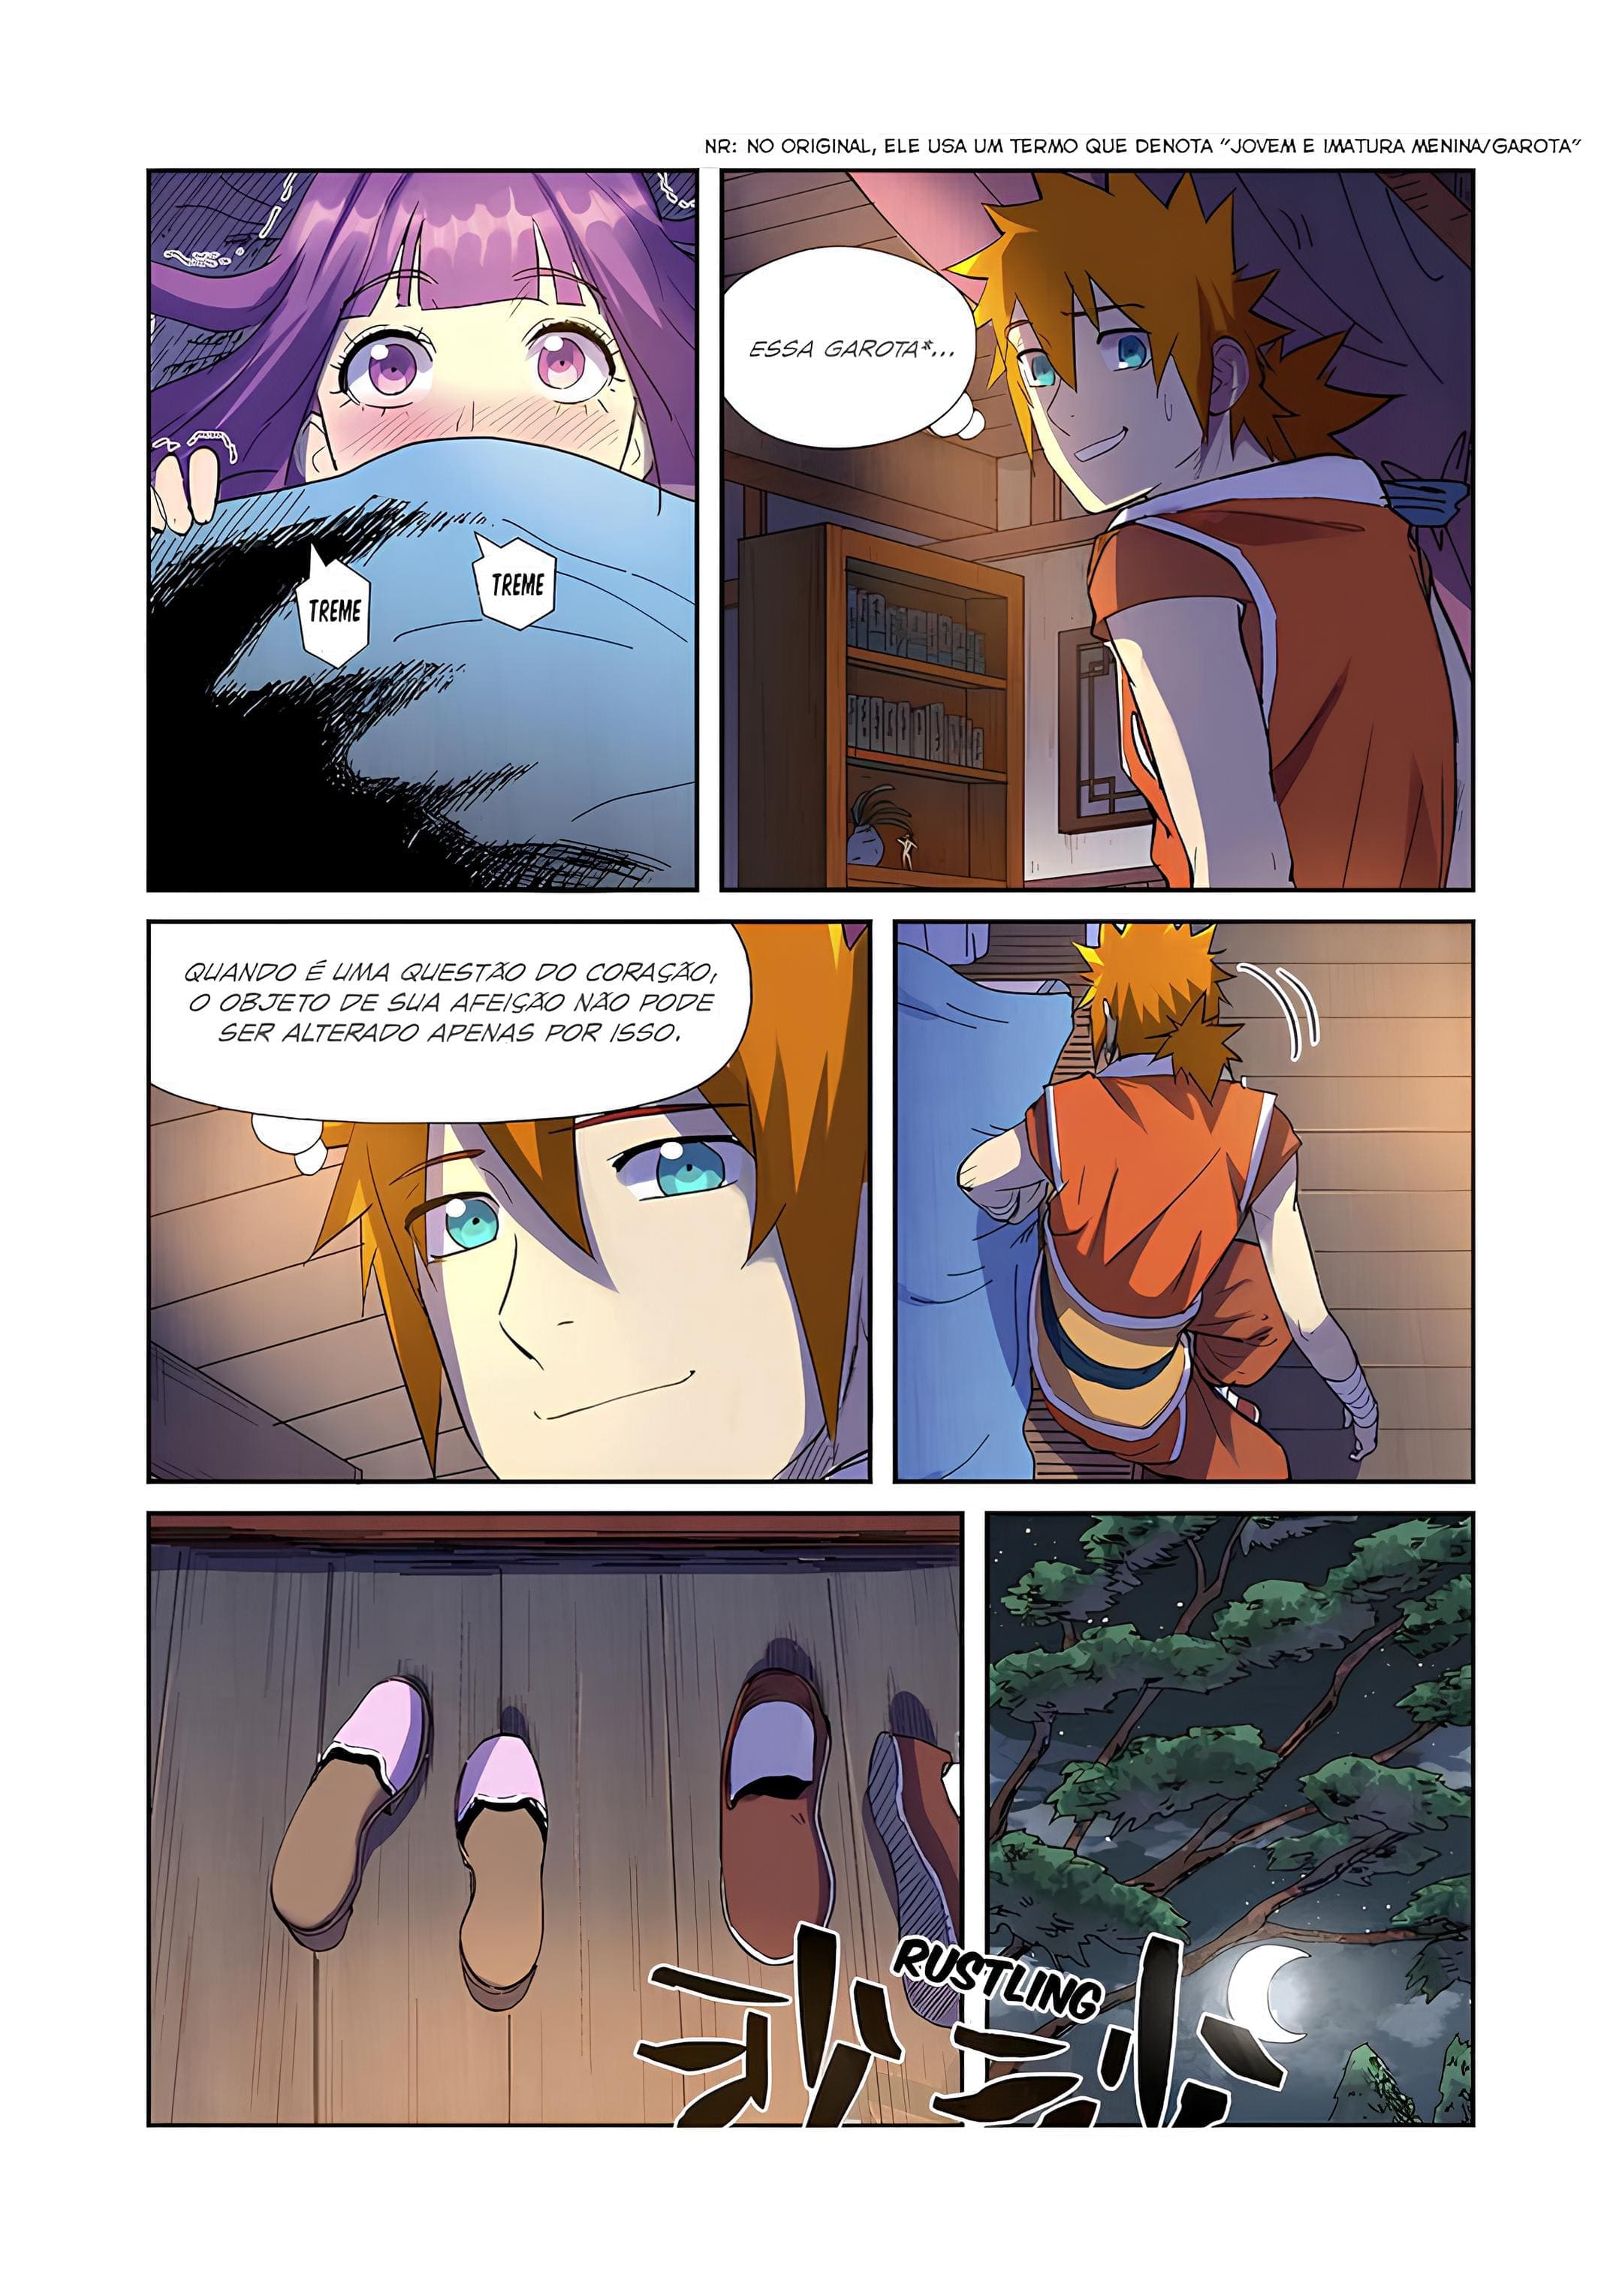 NR: NO ORIGINAL, ELE USA UM TERMO QUE DENOTA "JOVEM E IMATURA MENINA/GAROTA"
TREME
TREME
ESSA GAROTA*...
QUANDO É UMA QUESTÃO DO CORAÇÃO,
O OBJETO DE SUA AFEIÇÃO NÃO PODE
SER ALTERADO APENAS POR ISSO.
RUSTLING